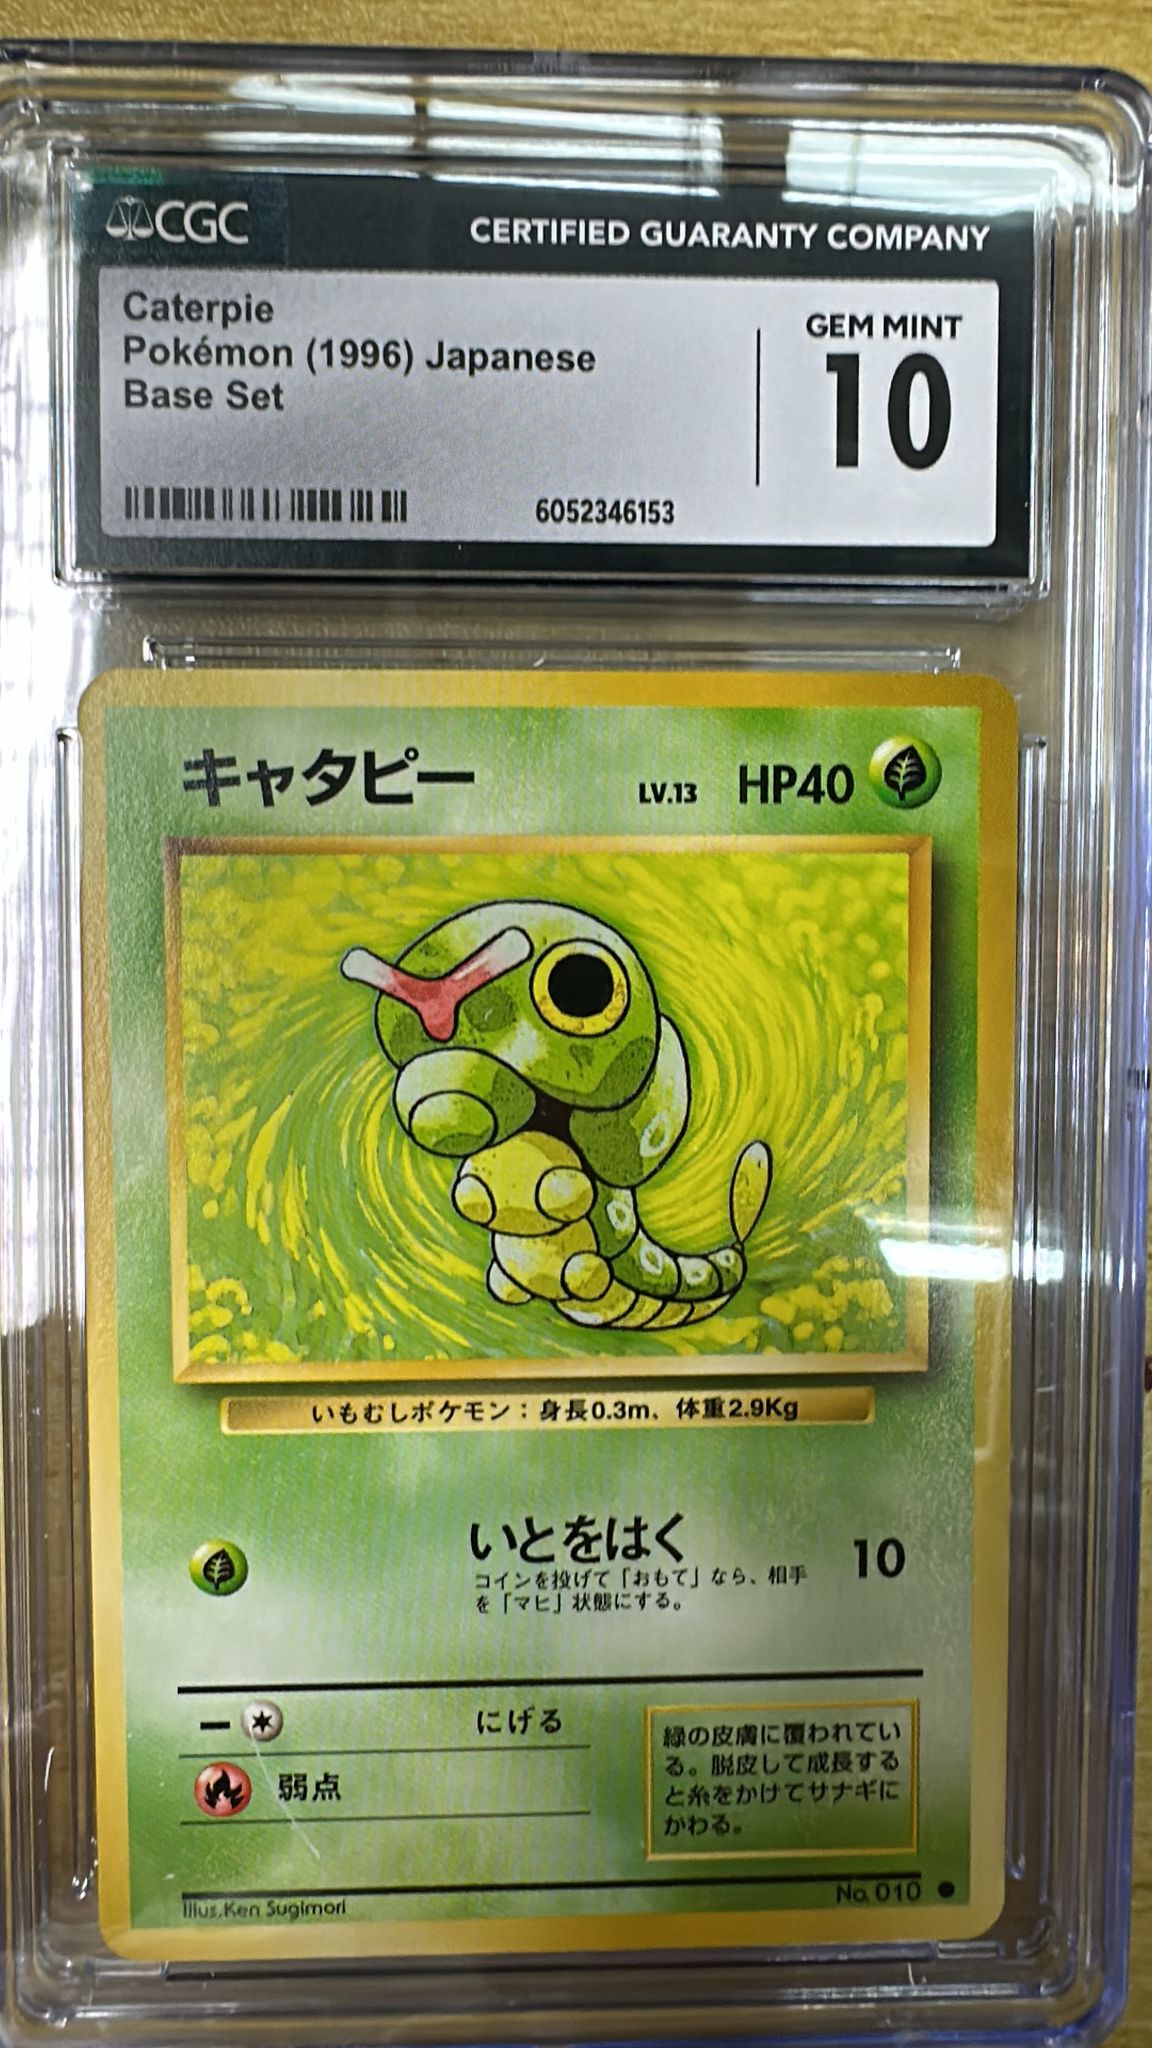 CGC
CERTIFIED GUARANTY COMPANY
Caterpie
Pokémon (1996) Japanese
Base Set
GEM MINT
10
6052346153
キャタピー
LV.13 HP40
いもむしポケモン：身長0.3m、体重2.9Kg
いとをはく 10
コインを投げて「おもて」なら、相手
を「マヒ」状態にする。
にげる
弱点
緑の皮膚に覆われてい
る。脱皮して成長する
と糸をかけてサナギに
かわる。
Illus.Ken Sugimori
No. 010 ●